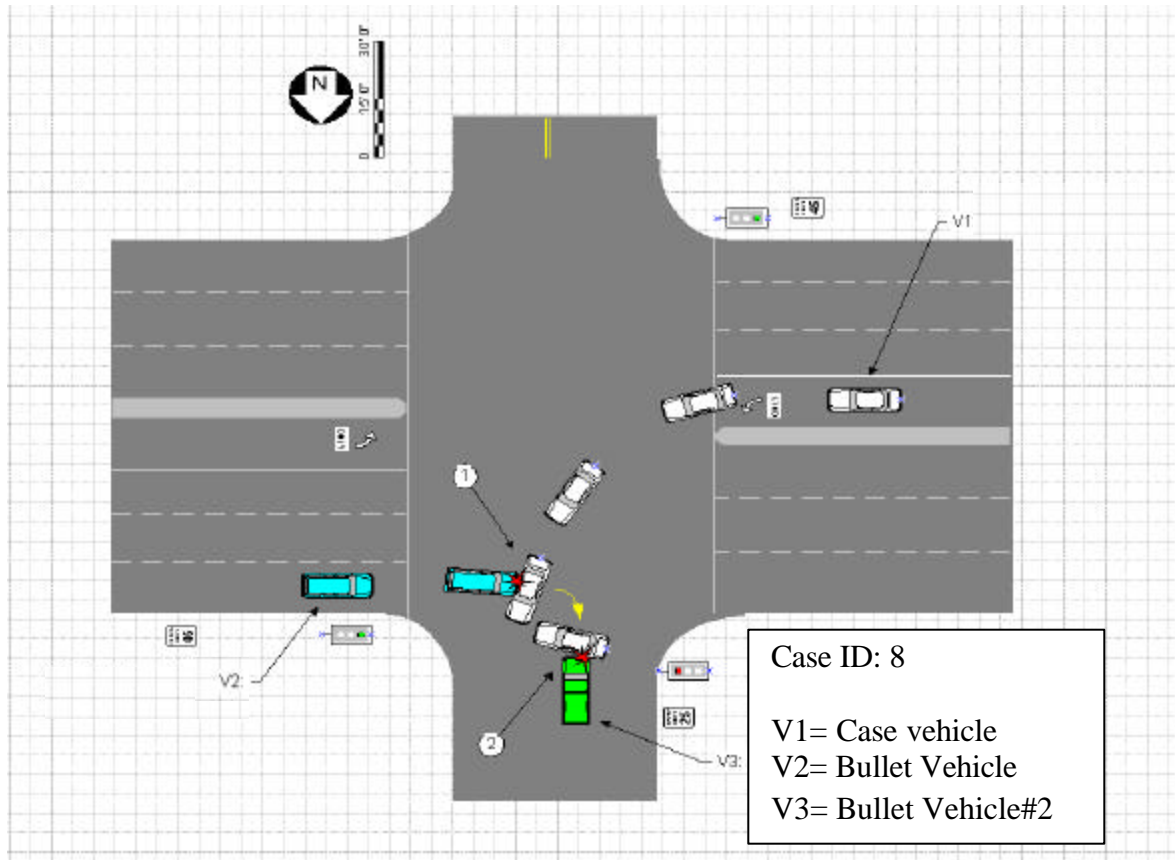 30'0"
15'0"
0
N
V1
1
V2:
2
V3:
25
Case ID: 8
V1= Case vehicle
V2= Bullet Vehicle
V3= Bullet Vehicle#2